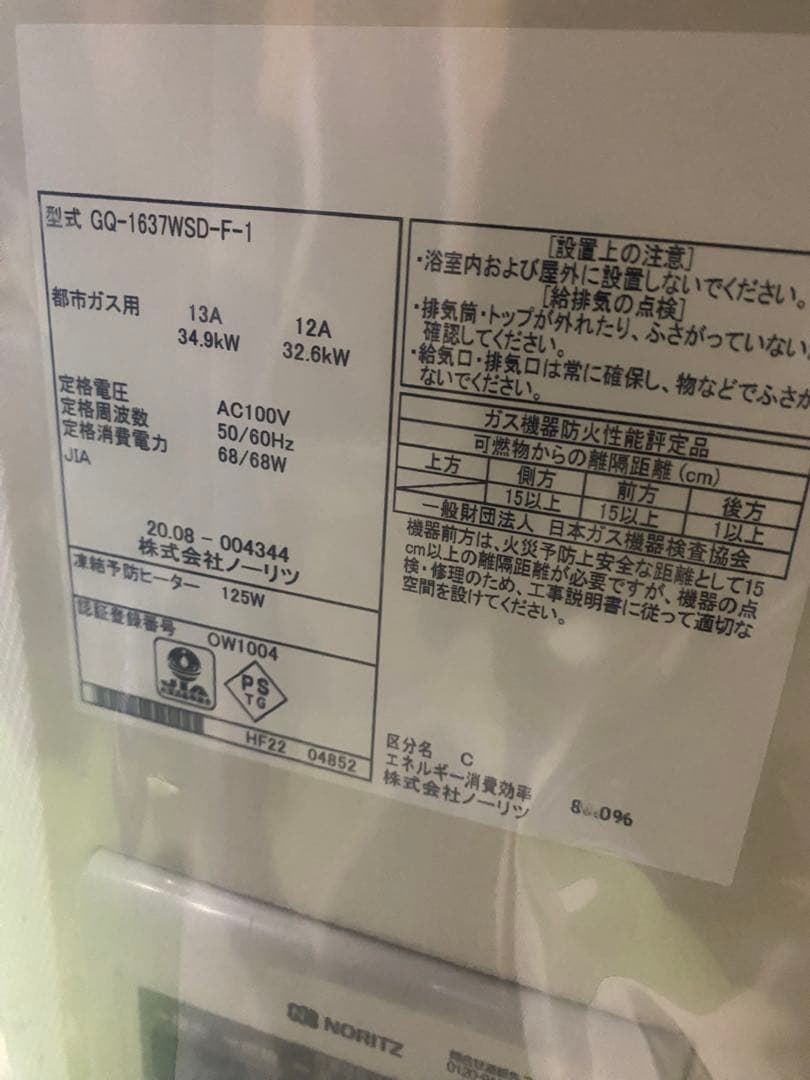 型式 GQ-1637WSD-F-1
都市ガス用 13A 12A
34.9kW 32.6kW
定格電圧 AC100V
定格周波数 50/60Hz
定格消費電力 68/68W
JIA
20.08-004344
株式会社ノーリツ
凍結予防ヒーター 125W
認証登録番号 OW1004
JIA
PS
TG
HF22 04852
[設置上の注意]
・浴室内および屋外に設置しないでください。
[給排気の点検]
・排気筒・トップが外れたり、ふさがっていない
確認してください。
・給気口・排気口は常に確保し、物などでふさが
ないでください。
ガス機器防火性能評定品
可燃物からの離隔距離(cm)
上方 側方 前方 後方
15以上 15以上 1以上
一般財団法人 日本ガス機器検査協会
機器前方は、火災予防上安全な距離として15
cm以上の離隔距離が必要ですが、機器の点
検・修理のため、工事説明書に従って適切な
空間を設けてください。
区分名 C
エネルギー消費効率
株式会社ノーリツ
NORITZ